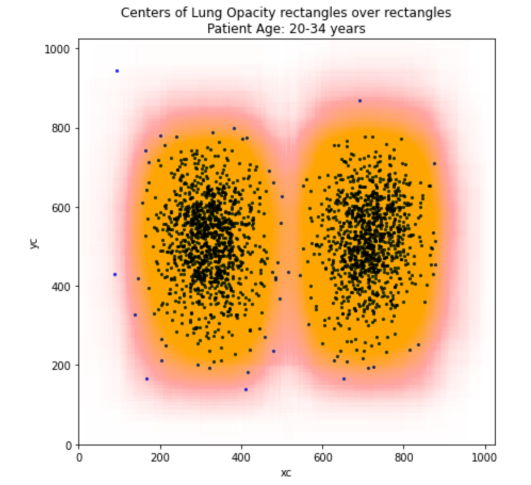 Centers of Lung Opacity rectangles over rectangles
Patient Age: 20-34 years
1000
800
600
400
200
0
yc
0 200 400 600 800 1000
xc